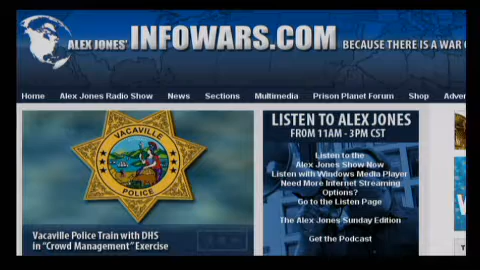 ALEX JONES' INFOWARS.COM BECAUSE THERE IS A WAR
Home Alex Jones Radio Show News Sections Multimedia Prison Planet Forum Shop
VACAVILLE
POLICE
Vacaville Police Train with DHS
in "Crowd Management" Exercise
LISTEN TO ALEX JONES
FROM 11AM - 3PM CST
Listen to the
Alex Jones Show Now
Listen with Windows Media Player
Need More Internet Streaming
Options?
Go to the Listen Page
The Alex Jones Sunday Edition
Get the Podcast